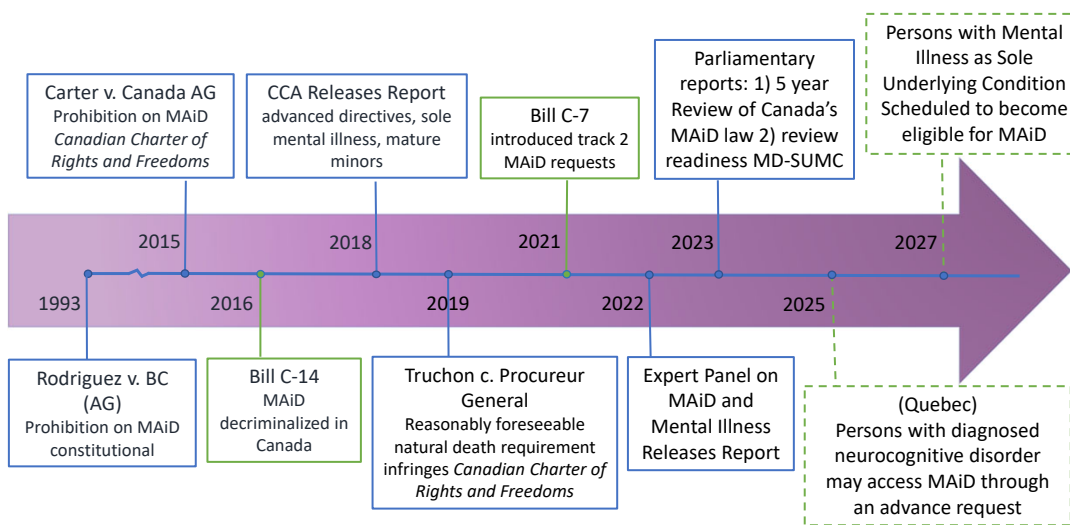 Carter v. Canada AG
Prohibition on MAiD
Canadian Charter of
Rights and Freedoms
CCA Releases Report
advanced directives, sole
mental illness, mature
minors
Bill C-7
introduced track 2
MAiD requests
Parliamentary
reports: 1) 5 year
Review of Canada’s
MAiD law 2) review
readiness MD-SUMC
Persons with Mental
Illness as Sole
Underlying Condition
Scheduled to become
eligible for MAiD
2015
2018
2021
2023
2027
1993
2016
2019
2022
2025
Rodriguez v. BC
(AG)
Prohibition on MAiD
constitutional
Bill C-14
MAiD
decriminalized in
Canada
Truchon c. Procureur
General
Reasonably foreseeable
natural death requirement
infringes Canadian Charter of
Rights and Freedoms
Expert Panel on
MAiD and
Mental Illness
Releases Report
(Quebec)
Persons with diagnosed
neurocognitive disorder
may access MAiD through
an advance request